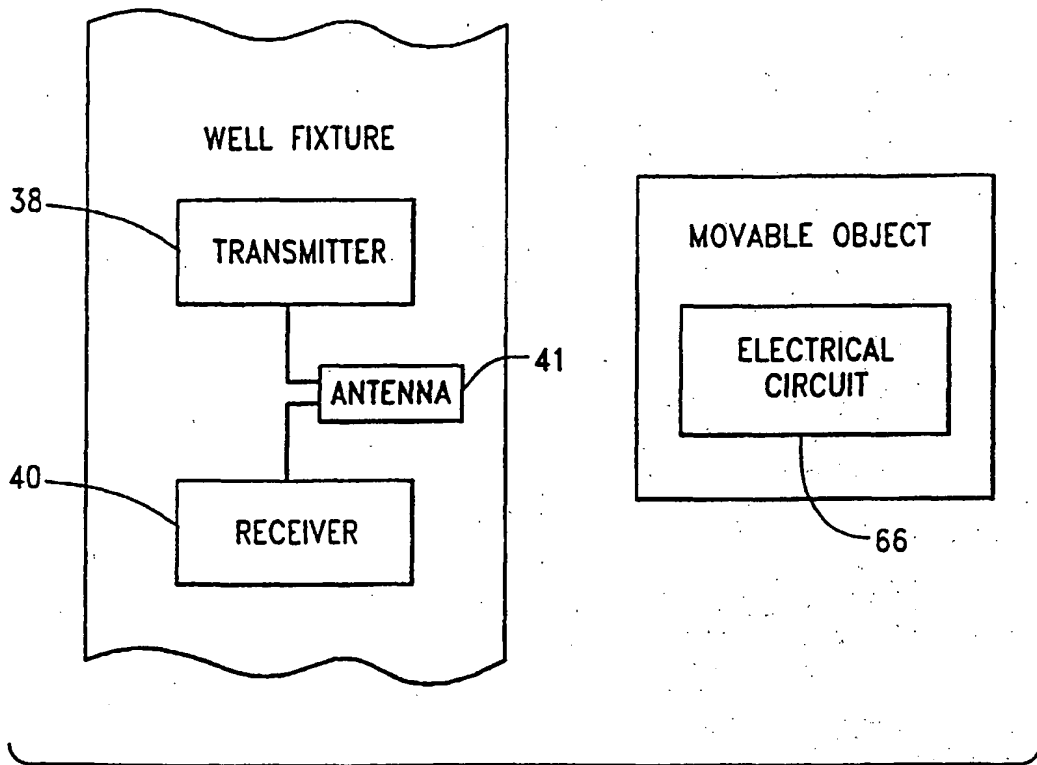 WELL FIXTURE
38
TRANSMITTER
41
ANTENNA
40
RECEIVER
MOVABLE OBJECT
ELECTRICAL
CIRCUIT
66